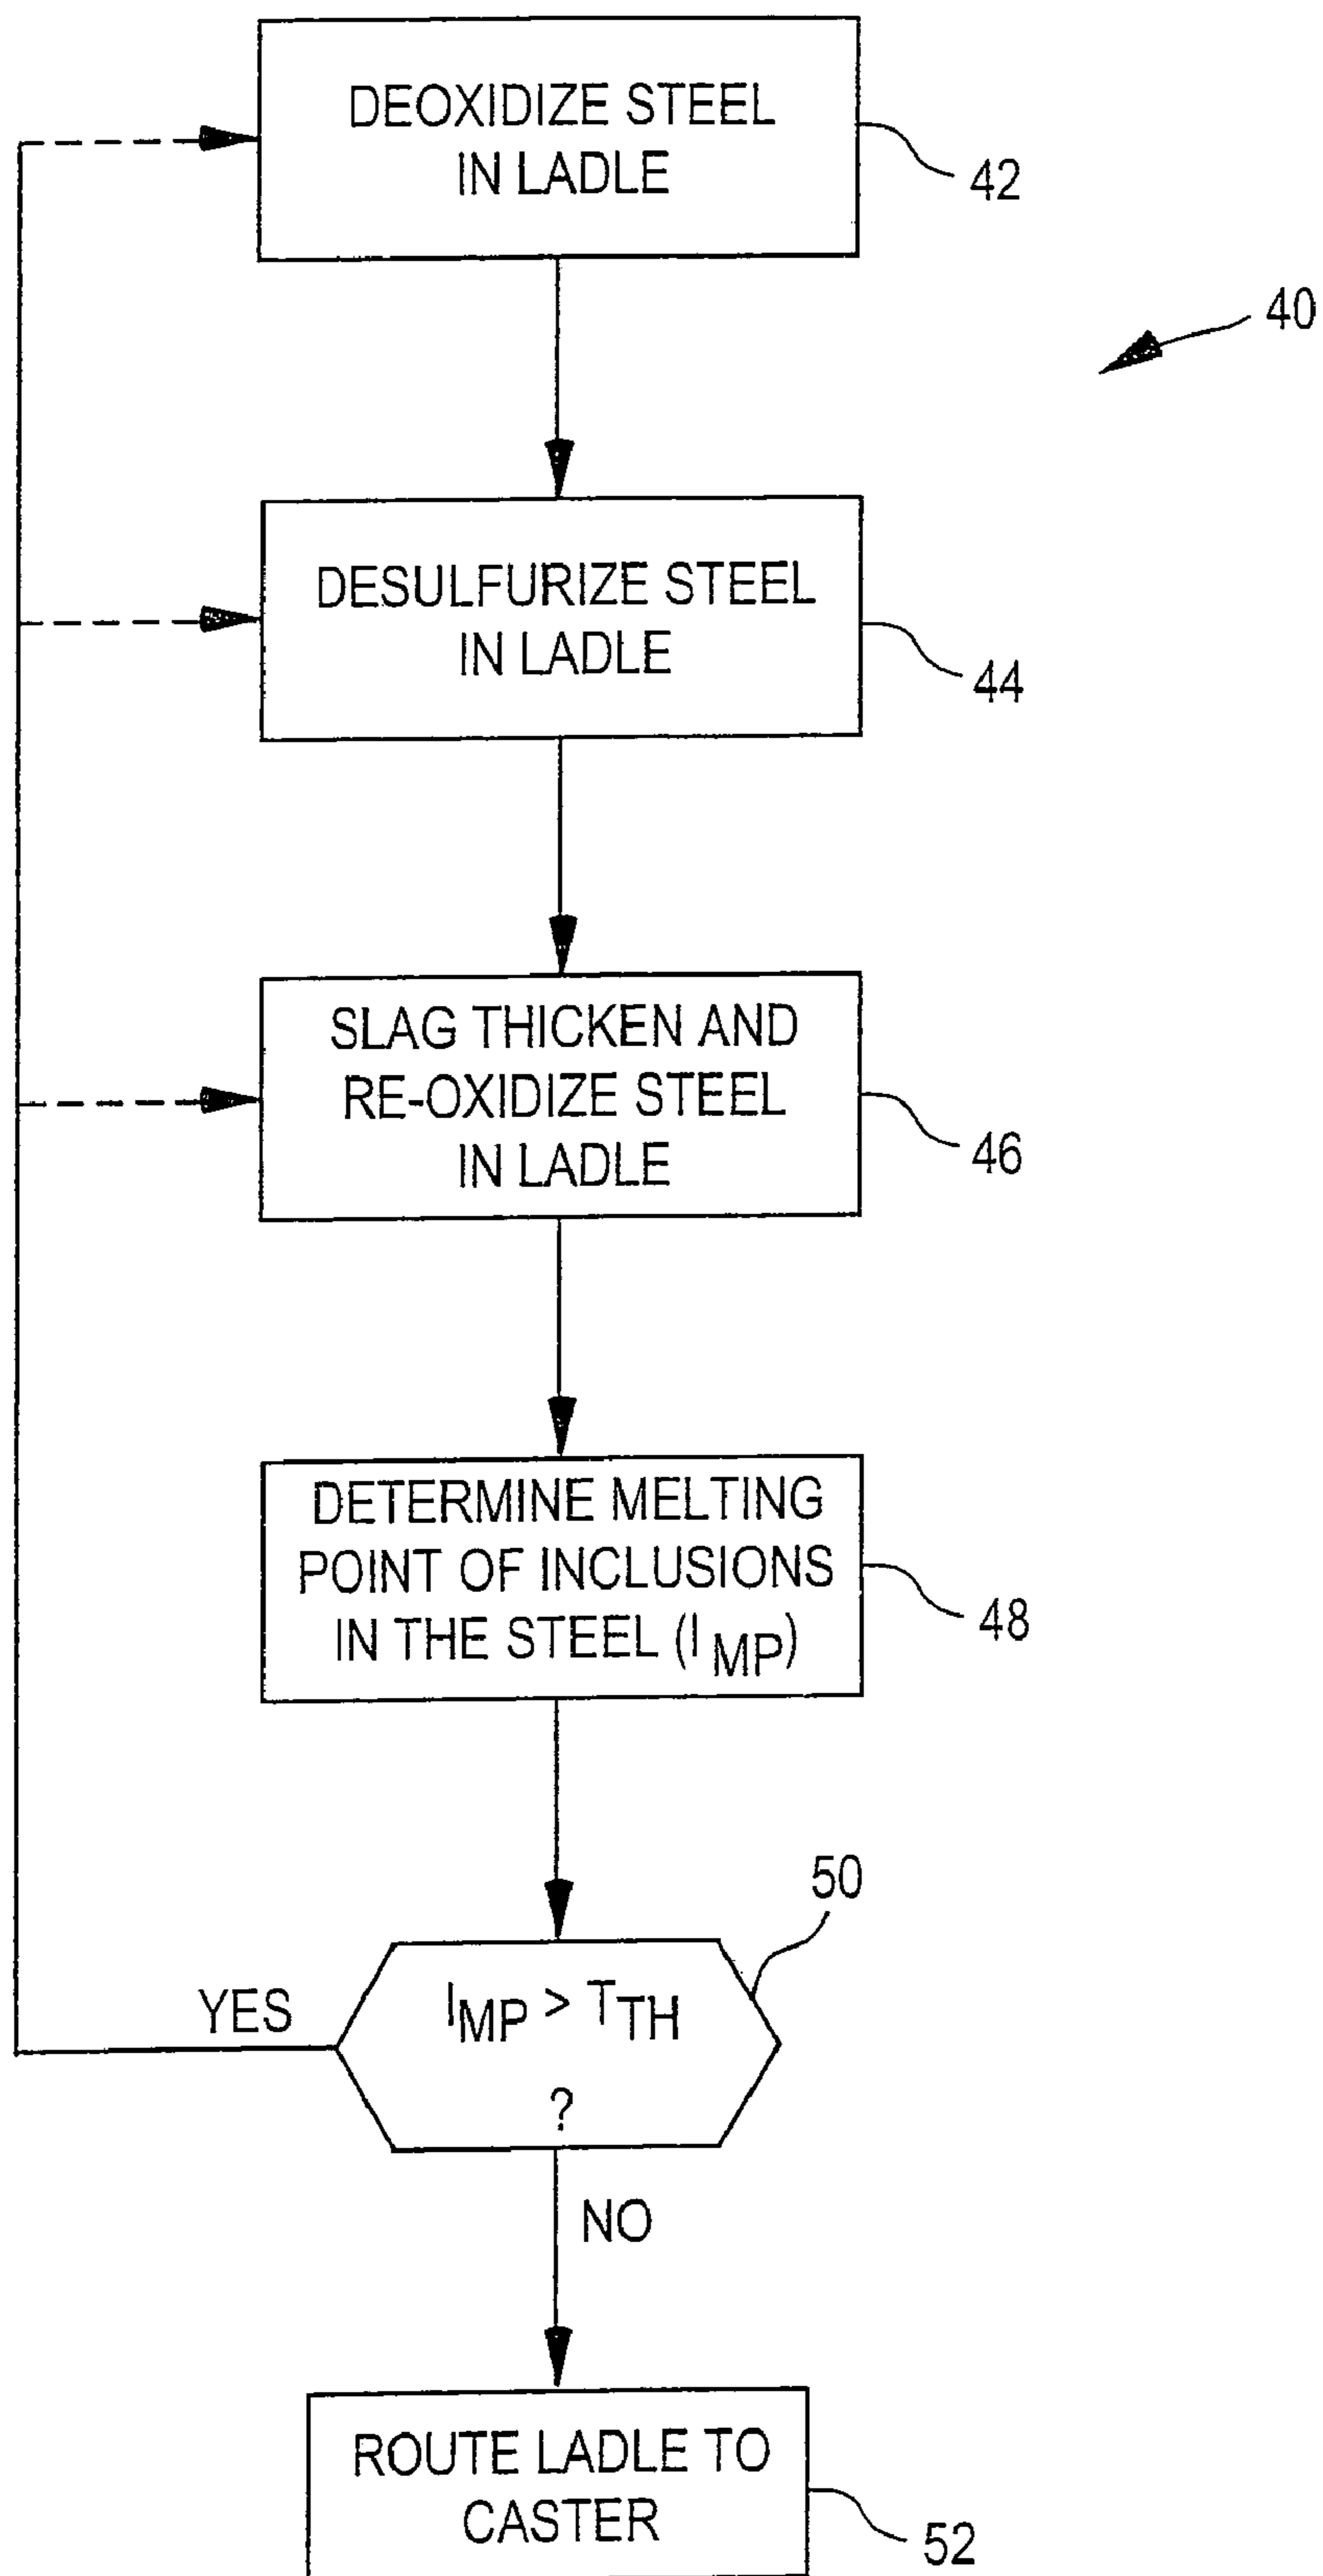 DEOXIDIZE STEEL
IN LADLE
42
40
DESULFURIZE STEEL
IN LADLE
44
SLAG THICKEN AND
RE-OXIDIZE STEEL
IN LADLE
46
DETERMINE MELTING
POINT OF INCLUSIONS
IN THE STEEL (I MP)
48
50
YES
IMP > TTH
?
NO
ROUTE LADLE TO
CASTER
52